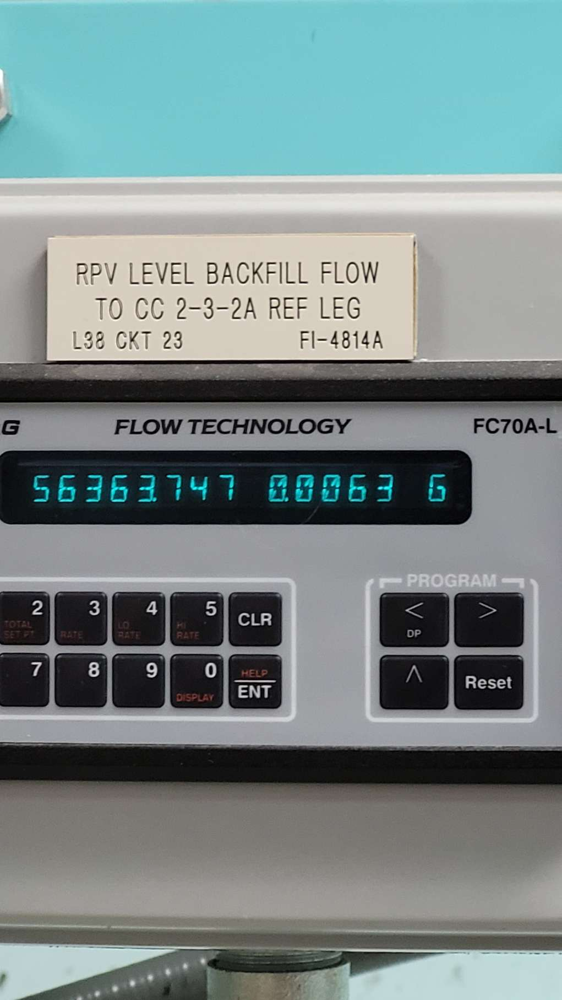 RPV LEVEL BACKFILL FLOW
TO CC 2-3-2A REF LEG
L38 CKT 23 FI-4814A
G FLOW TECHNOLOGY FC70A-L
56363.747 0.0063 G
PROGRAM
2 3 4 5 CLR < >
TOTAL SET PT. RATE LO RATE HI RATE DP
7 8 9 0 HELP ENT ^ Reset
DISPLAY